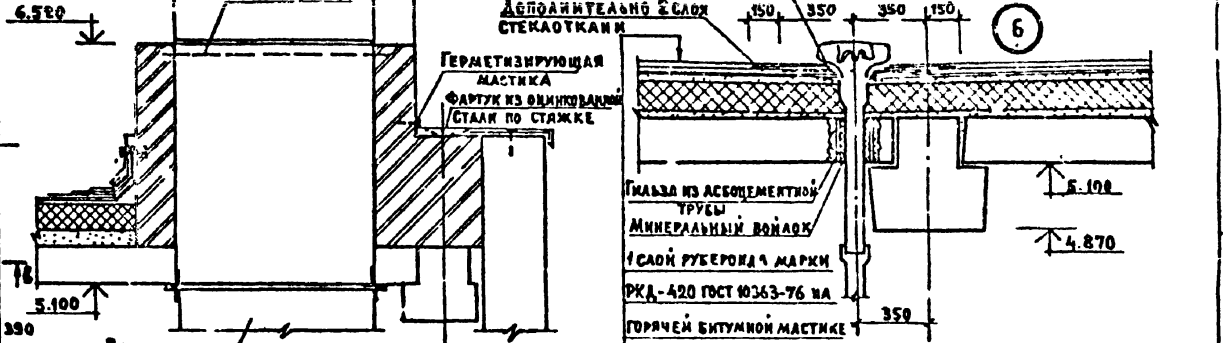 6.520
ДОПОЛНИТЕЛЬНО 2 СЛОЯ
СТЕКЛОТКАНИ
150 350 350 150
6
ГЕРМЕТИЗИРУЮЩАЯ
МАСТИКА
ФАРТУК ИЗ ОЦИНКОВАННОЙ
СТАЛИ ПО СТЯЖКЕ
ГИЛЬЗА ИЗ АСБОЦЕМЕНТНОЙ
ТРУБЫ
МИНЕРАЛЬНЫЙ ВОЙЛОК
5.100
4.870
1 СЛОЙ РУБЕРОИДА МАРКИ
РКД-420 ГОСТ 10363-76 НА
ГОРЯЧЕЙ БИТУМНОЙ МАСТИКЕ
350
5.100
390